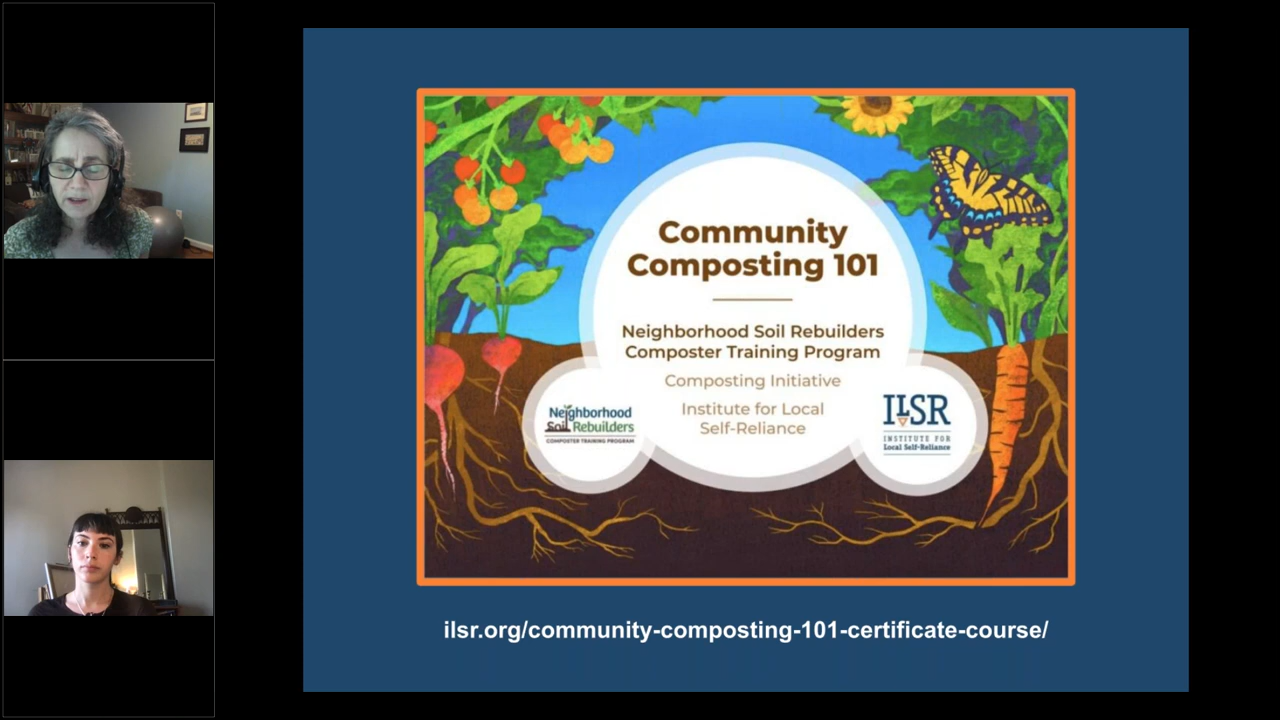 Community
Composting 101
Neighborhood Soil Rebuilders
Composter Training Program
Composting Initiative
Institute for Local
Self-Reliance
Neighborhood
Soil Rebuilders
COMPOSTER TRAINING PROGRAM
ILSR
INSTITUTE FOR
Local Self-Reliance
ilsr.org/community-composting-101-certificate-course/